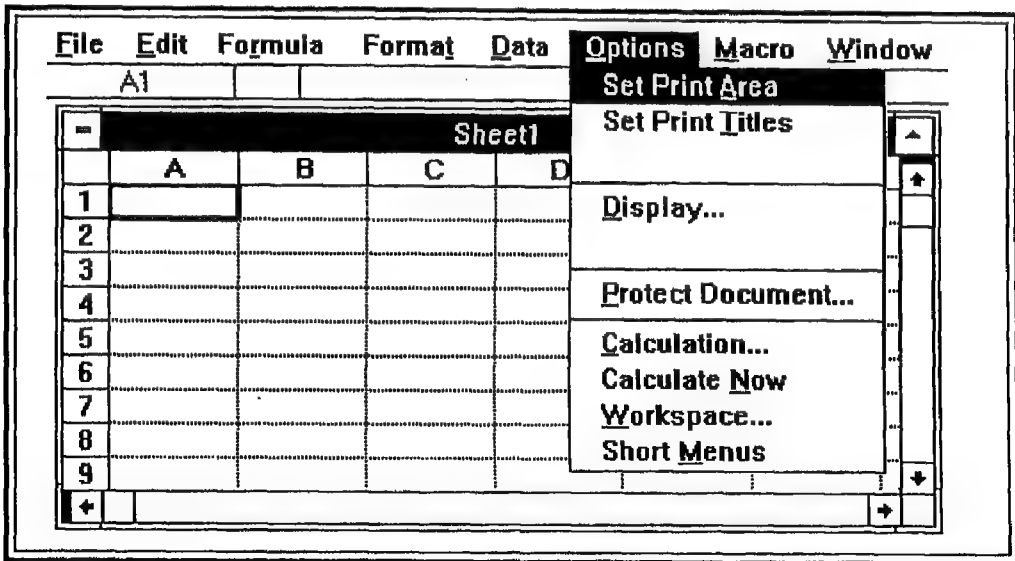 File Edit Formula Format Data Options Macro Window
A1
Set Print Area
Set Print Titles
Display...
Protect Document...
Calculation...
Calculate Now
Workspace...
Short Menus
Sheet1
A B C D
1
2
3
4
5
6
7
8
9